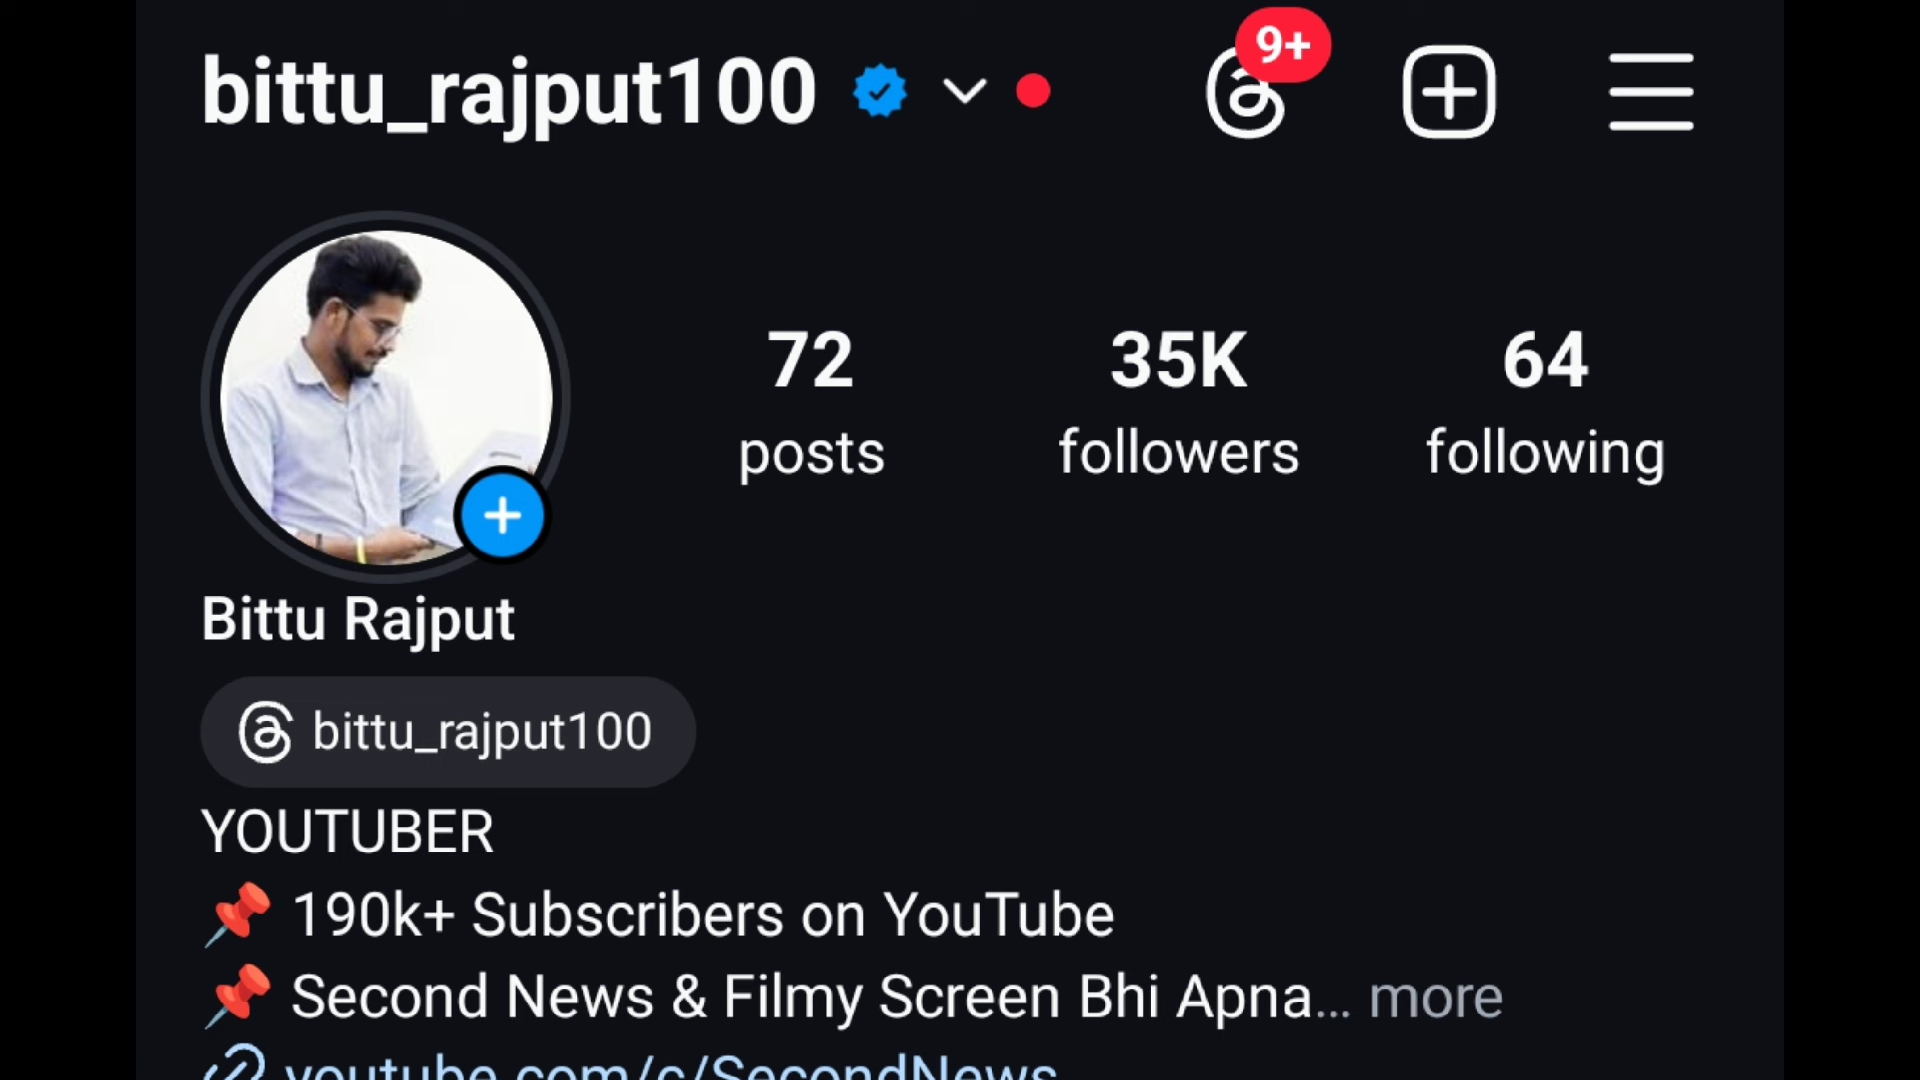 bittu_rajput100
9+
72 35K 64
posts followers following
Bittu Rajput
bittu_rajput100
YOUTUBER
📌 190k+ Subscribers on YouTube
📌 Second News & Filmy Screen Bhi Apna... more
youtube.com/c/SecondNews